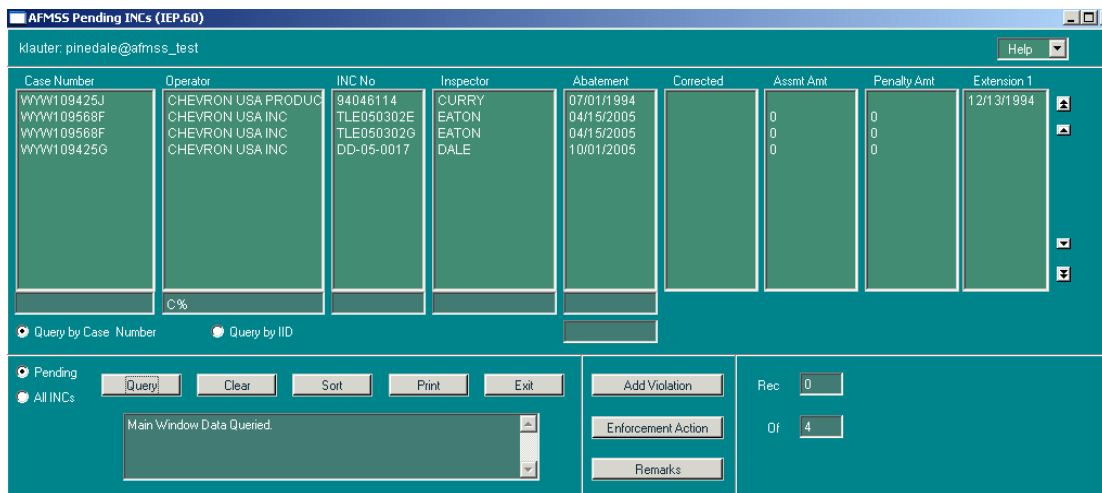 AFMSS Pending INCs (IEP.60)
klauter: pinedale@afmss_test Help
Case Number Operator INC No Inspector Abatement Corrected Assmt Amt Penalty Amt Extension 1
WYW109425J CHEVRON USA PRODUC 94046114 CURRY 07/01/1994 12/13/1994
WYW109568F CHEVRON USA INC TLE050302E EATON 04/15/2005 0 0
WYW109568F CHEVRON USA INC TLE050302G EATON 04/15/2005 0 0
WYW109425G CHEVRON USA INC DD-05-0017 DALE 10/01/2005 0 0
C%
Query by Case Number Query by IID
Pending
All INCs
Query Clear Sort Print Exit Add Violation Rec 0
Main Window Data Queried. Enforcement Action Of 4
Remarks